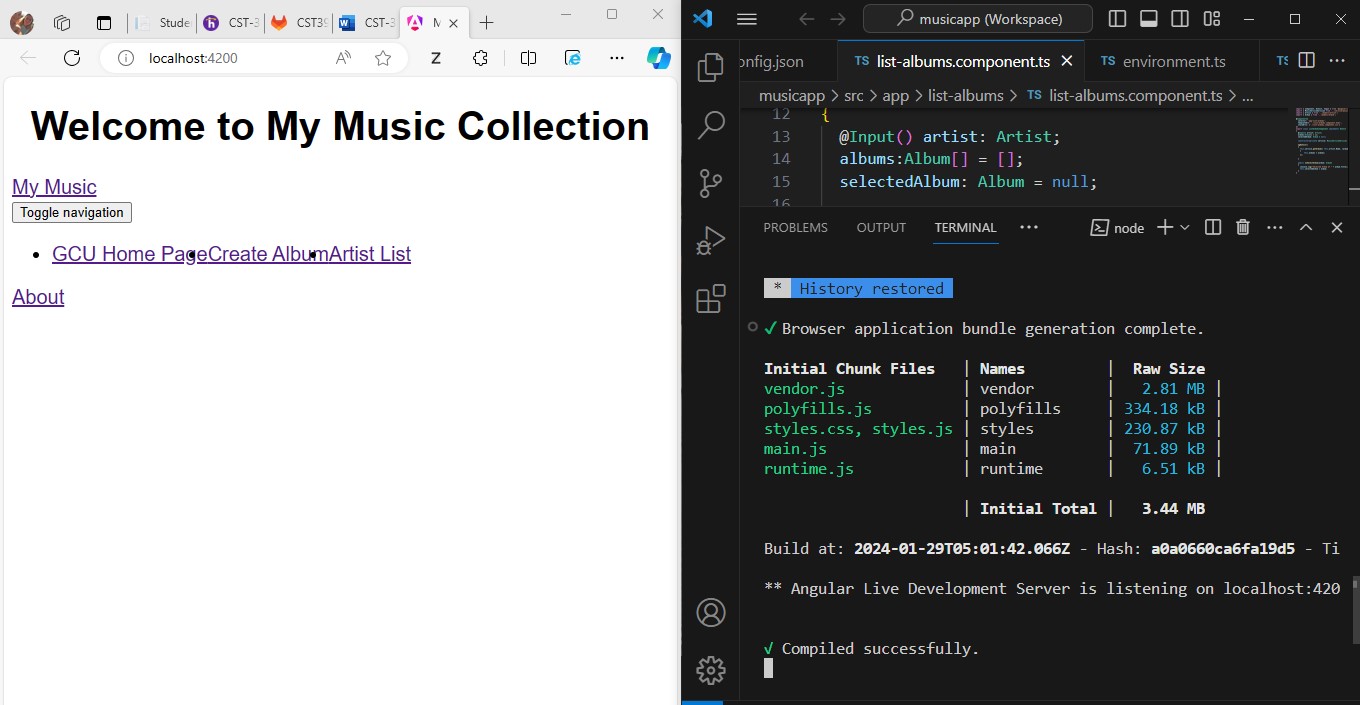 Stude
CST-3
CST39
CST-3
M
localhost:4200
Welcome to My Music Collection
My Music
Toggle navigation
GCU Home PageCreate AlbumArtist List
About
musicapp (Workspace)
onfig.json
TS list-albums.component.ts
TS environment.ts
TS
musicapp > src > app > list-albums > TS list-albums.component.ts > ...
12 {
13 @Input() artist: Artist;
14 albums:Album[] = [];
15 selectedAlbum: Album = null;
16
PROBLEMS OUTPUT TERMINAL ... node
* History restored
✓ Browser application bundle generation complete.
Initial Chunk Files | Names | Raw Size
vendor.js | vendor | 2.81 MB |
polyfills.js | polyfills | 334.18 kB |
styles.css, styles.js | styles | 230.87 kB |
main.js | main | 71.89 kB |
runtime.js | runtime | 6.51 kB |
| Initial Total | 3.44 MB
Build at: 2024-01-29T05:01:42.066Z - Hash: a0a0660ca6fa19d5 - Ti
** Angular Live Development Server is listening on localhost:420
√ Compiled successfully.